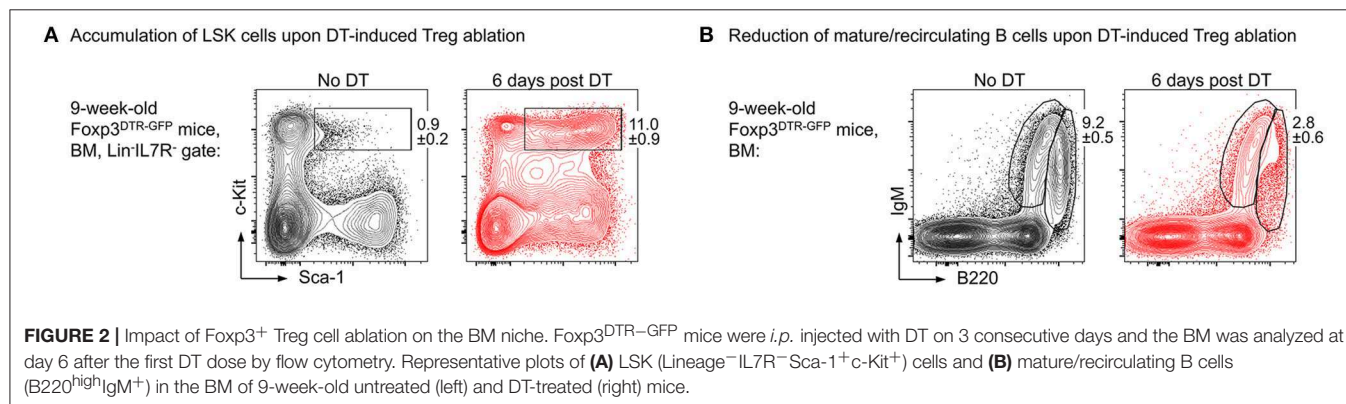 A Accumulation of LSK cells upon DT-induced Treg ablation
No DT
6 days post DT
9-week-old
Foxp3DTR-GFP mice,
BM, Lin-IL7R- gate:
0.9
±0.2
11.0
±0.9
c-Kit
Sca-1
B Reduction of mature/recirculating B cells upon DT-induced Treg ablation
No DT
6 days post DT
9-week-old
Foxp3DTR-GFP mice,
BM:
9.2
±0.5
2.8
±0.6
IgM
B220
FIGURE 2 | Impact of Foxp3+ Treg cell ablation on the BM niche. Foxp3DTR−GFP mice were i.p. injected with DT on 3 consecutive days and the BM was analyzed at
day 6 after the first DT dose by flow cytometry. Representative plots of (A) LSK (Lineage−IL7R−Sca-1+c-Kit+) cells and (B) mature/recirculating B cells
(B220highIgM+) in the BM of 9-week-old untreated (left) and DT-treated (right) mice.